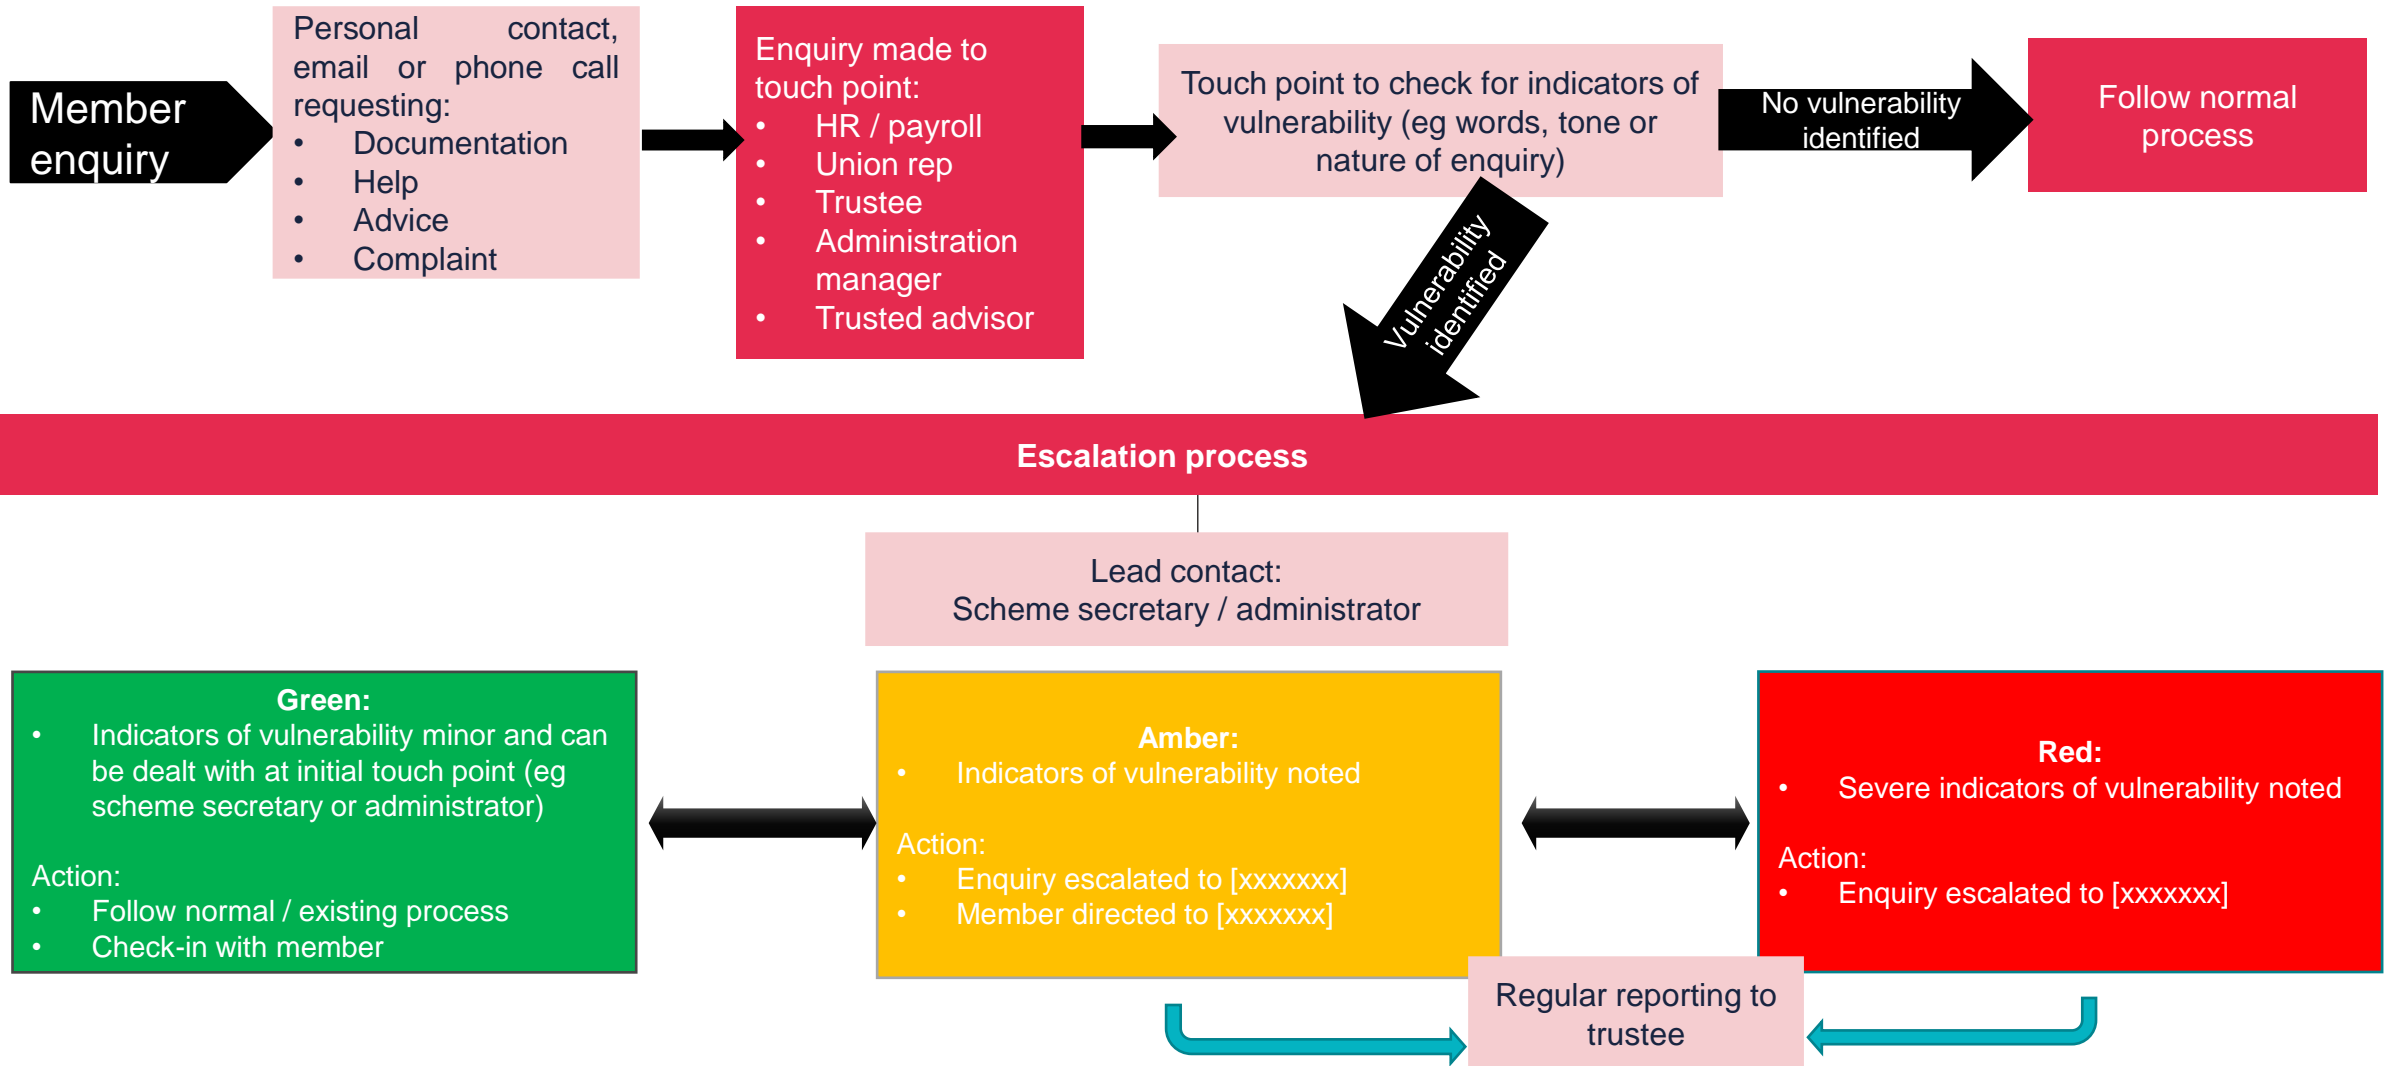 Member
enquiry
Personal contact,
email or phone call
requesting:
• Documentation
• Help
• Advice
• Complaint
Enquiry made to
touch point:
• HR / payroll
• Union rep
• Trustee
• Administration
manager
• Trusted advisor
Touch point to check for indicators of
vulnerability (eg words, tone or
nature of enquiry)
No vulnerability
identified
Follow normal
process
Vulnerability
identified
Escalation process
Lead contact:
Scheme secretary / administrator
Green:
• Indicators of vulnerability minor and can
be dealt with at initial touch point (eg
scheme secretary or administrator)
Action:
• Follow normal / existing process
• Check-in with member
Amber:
• Indicators of vulnerability noted
Action:
• Enquiry escalated to [xxxxxxx]
• Member directed to [xxxxxxx]
Red:
• Severe indicators of vulnerability noted
Action:
• Enquiry escalated to [xxxxxxx]
Regular reporting to
trustee